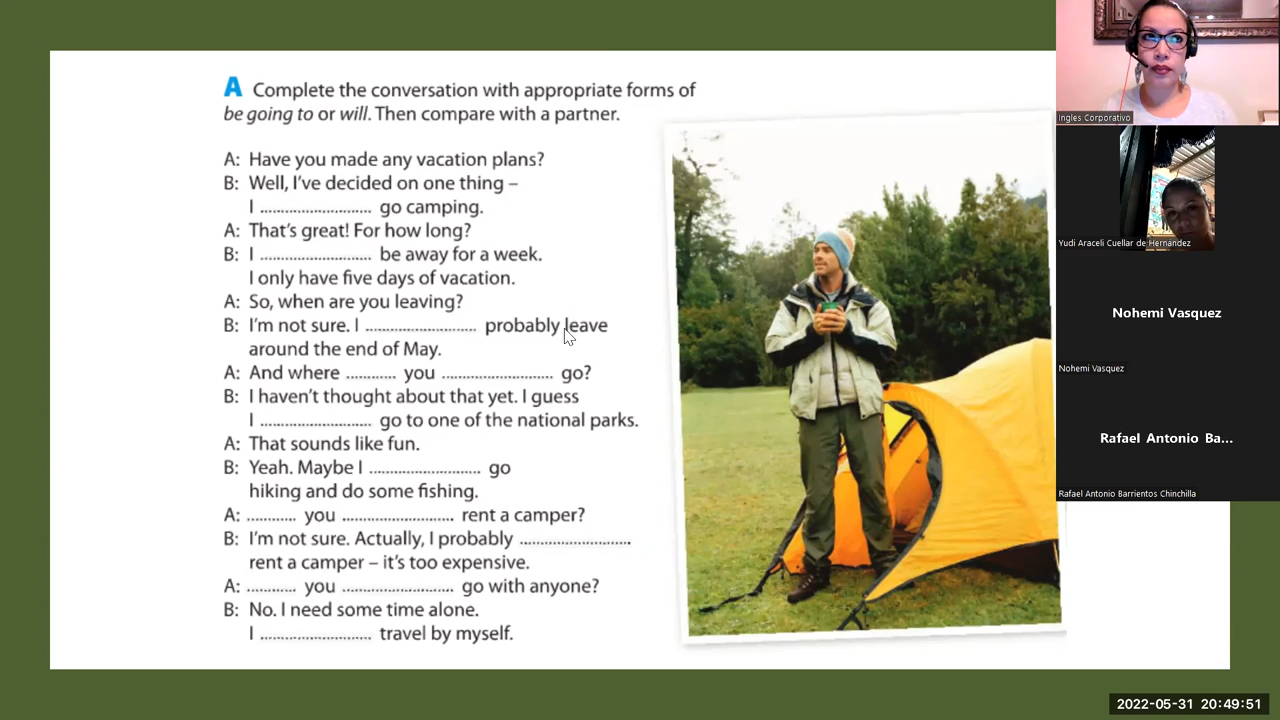 A Complete the conversation with appropriate forms of
be going to or will. Then compare with a partner.
A: Have you made any vacation plans?
B: Well, I've decided on one thing –
I ........................... go camping.
A: That's great! For how long?
B: I ........................... be away for a week.
I only have five days of vacation.
A: So, when are you leaving?
B: I'm not sure. I ........................... probably leave
around the end of May.
A: And where ............ you ........................... go?
B: I haven't thought about that yet. I guess
I ........................... go to one of the national parks.
A: That sounds like fun.
B: Yeah. Maybe I ........................... go
hiking and do some fishing.
A: ............ you ........................... rent a camper?
B: I'm not sure. Actually, I probably ...........................
rent a camper – it's too expensive.
A: ............ you ........................... go with anyone?
B: No. I need some time alone.
I ........................... travel by myself.
Ingles Corporativo
Yudi Araceli Cuellar de Hernandez
Nohemi Vasquez
Nohemi Vasquez
Rafael Antonio Ba...
Rafael Antonio Barrientos Chinchilla
2022-05-31 20:49:51